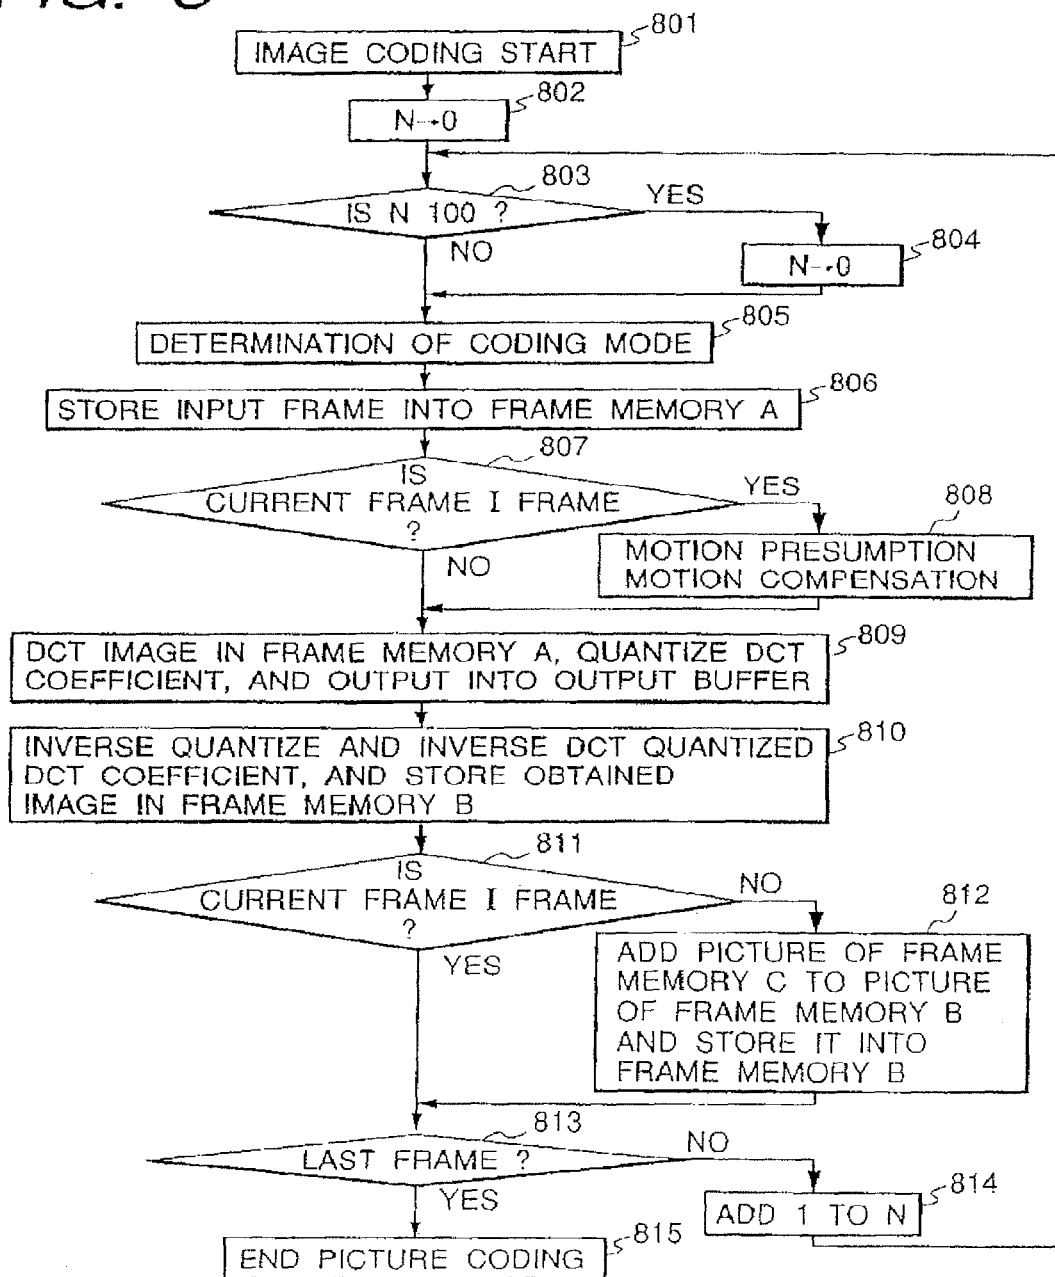 FIG. 8
801
IMAGE CODING START
802
N→0
803
IS N 100 ?
YES
NO
804
N→0
805
DETERMINATION OF CODING MODE
806
STORE INPUT FRAME INTO FRAME MEMORY A
807
IS
CURRENT FRAME I FRAME
?
YES
NO
808
MOTION PRESUMPTION
MOTION COMPENSATION
809
DCT IMAGE IN FRAME MEMORY A, QUANTIZE DCT
COEFFICIENT, AND OUTPUT INTO OUTPUT BUFFER
810
INVERSE QUANTIZE AND INVERSE DCT QUANTIZED
DCT COEFFICIENT, AND STORE OBTAINED
IMAGE IN FRAME MEMORY B
811
IS
CURRENT FRAME I FRAME
?
NO
YES
812
ADD PICTURE OF FRAME
MEMORY C TO PICTURE
OF FRAME MEMORY B
AND STORE IT INTO
FRAME MEMORY B
813
LAST FRAME ?
NO
YES
814
ADD 1 TO N
815
END PICTURE CODING